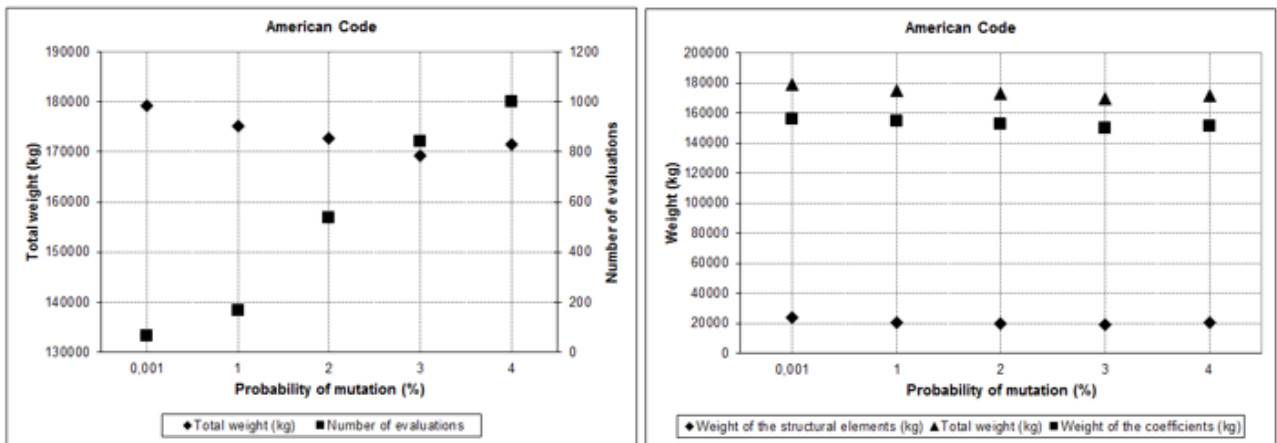 American Code
190000
180000
170000
160000
150000
140000
130000
Total weight (kg)
1200
1000
800
600
400
200
0
Number of evaluations
0,001 1 2 3 4
Probability of mutation (%)
Total weight (kg) Number of evaluations
American Code
200000
180000
160000
140000
120000
100000
80000
60000
40000
20000
0
Weight (kg)
0,001 1 2 3 4
Probability of mutation (%)
Weight of the structural elements (kg) Total weight (kg) Weight of the coefficients (kg)